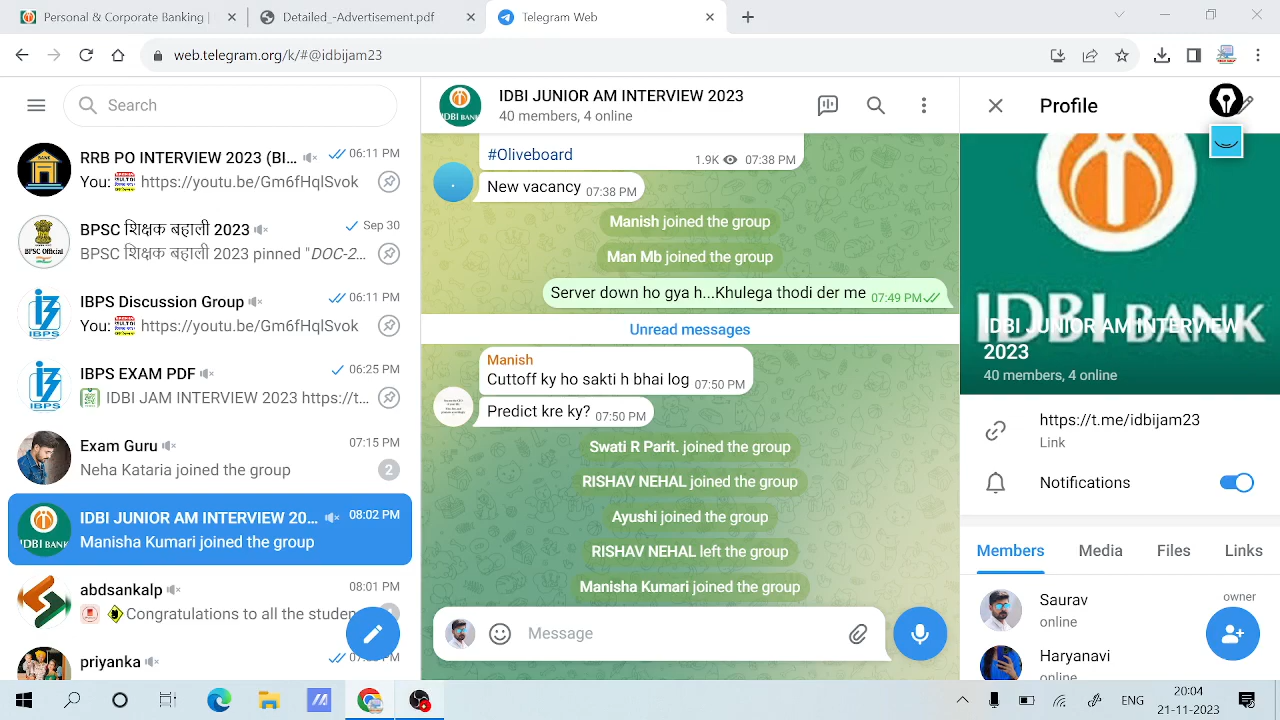 Personal & Corporate Banking |
Detailed_-Advertisement.pdf
Telegram Web
web.telegram.org/k/#@idbijam23
Search
RRB PO INTERVIEW 2023 (BI...
06:11 PM
You: https://youtu.be/Gm6fHqlSvok
BPSC शिक्षक बहाली 2023
Sep 30
BPSC शिक्षक बहाली 2023 pinned "DOC-2...
IBPS Discussion Group
06:11 PM
You: https://youtu.be/Gm6fHqlSvok
IBPS
IBPS EXAM PDF
06:25 PM
IDBI JAM INTERVIEW 2023 https://t...
IBPS
Exam Guru
07:15 PM
Neha Kataria joined the group
2
IDBI JUNIOR AM INTERVIEW 20...
08:02 PM
Manisha Kumari joined the group
IDBI BANK
abdsankalp
08:01 PM
Congratulations to all the studen
priyanka
IDBI JUNIOR AM INTERVIEW 2023
40 members, 4 online
IDBI BANK
#Oliveboard
1.9K 07:38 PM
New vacancy 07:38 PM
Manish joined the group
Man Mb joined the group
Server down ho gya h...Khulega thodi der me 07:49 PM
Unread messages
Manish
Cuttoff ky ho sakti h bhai log 07:50 PM
Predict kre ky? 07:50 PM
Swati R Parit. joined the group
RISHAV NEHAL joined the group
Ayushi joined the group
RISHAV NEHAL left the group
Manisha Kumari joined the group
Message
Profile
IDBI BANK
IDBI JUNIOR AM INTERVIEW
2023
40 members, 4 online
https://t.me/idbijam23
Link
Notifications
Members Media Files Links
Saurav
owner
online
Haryanavi
online
20:04
21-11-2023